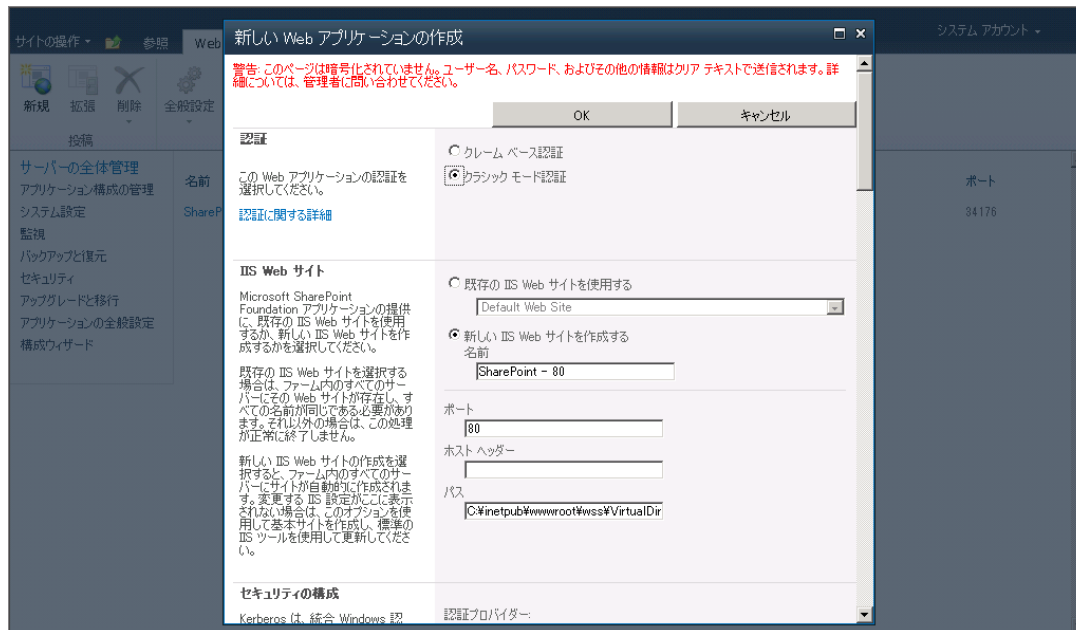 サイトの操作
参照
Web
システム アカウント
新規
拡張
削除
全般設定
投稿
サーバーの全体管理
アプリケーション構成の管理
システム設定
監視
バックアップと復元
セキュリティ
アップグレードと移行
アプリケーションの全般設定
構成ウィザード
名前
ShareP
ポート
34176
新しい Web アプリケーションの作成
警告: このページは暗号化されていません。ユーザー名、パスワード、およびその他の情報はクリア テキストで送信されます。詳
細については、管理者に問い合わせてください。
OK
キャンセル
認証
この Web アプリケーションの認証を
選択してください。
認証に関する詳細
クレーム ベース認証
クラシック モード認証
IIS Web サイト
Microsoft SharePoint
Foundation アプリケーションの提供
に、既存の IIS Web サイトを使用
するか、新しい IIS Web サイトを作
成するかを選択してください。
既存の IIS Web サイトを選択する
場合は、ファーム内のすべてのサー
バーにその Web サイトが存在し、す
べての名前が同じである必要があり
ます。それ以外の場合は、この処理
が正常に終了しません。
新しい IIS Web サイトの作成を選
択すると、ファーム内のすべてのサー
バーにサイトが自動的に作成されま
す。変更する IIS 設定がここに表示
されない場合は、このオプションを使
用して基本サイトを作成し、標準の
IIS ツールを使用して更新してくださ
い。
既存の IIS Web サイトを使用する
Default Web Site
新しい IIS Web サイトを作成する
名前
SharePoint - 80
ポート
80
ホスト ヘッダー
パス
C:¥inetpub¥wwwroot¥wss¥VirtualDir
セキュリティの構成
Kerberos は、統合 Windows 認
認証プロバイダー: